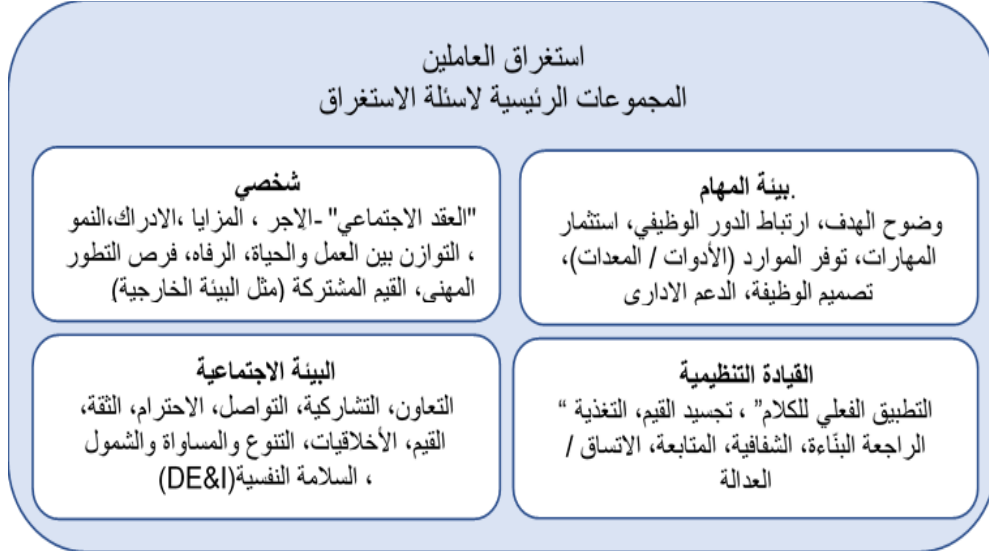 استغراق العاملين
المجموعات الرئيسية لاسئلة الاستغراق
بيئة المهام.
وضوح الهدف، ارتباط الدور الوظيفي، استثمار
المهارات، توفر الموارد (الأدوات / المعدات)،
تصميم الوظيفة، الدعم الادارى
شخصي
"العقد الاجتماعي" -الإجر ، المزايا ،الادراك،النمو
، التوازن بين العمل والحياة، الرفاه، فرص التطور
المهنى، القيم المشتركة (مثل البيئة الخارجية)
القيادة التنظيمية
التطبيق الفعلي للكلام” ، تجسيد القيم، التغذية “
الراجعة البنّاءة، الشفافية، المتابعة، الاتساق /
العدالة
البيئة الاجتماعية
التعاون، التشاركية، التواصل، الاحترام، الثقة،
القيم، الأخلاقيات، التنوع والمساواة والشمول
، السلامة النفسية(DE&I)